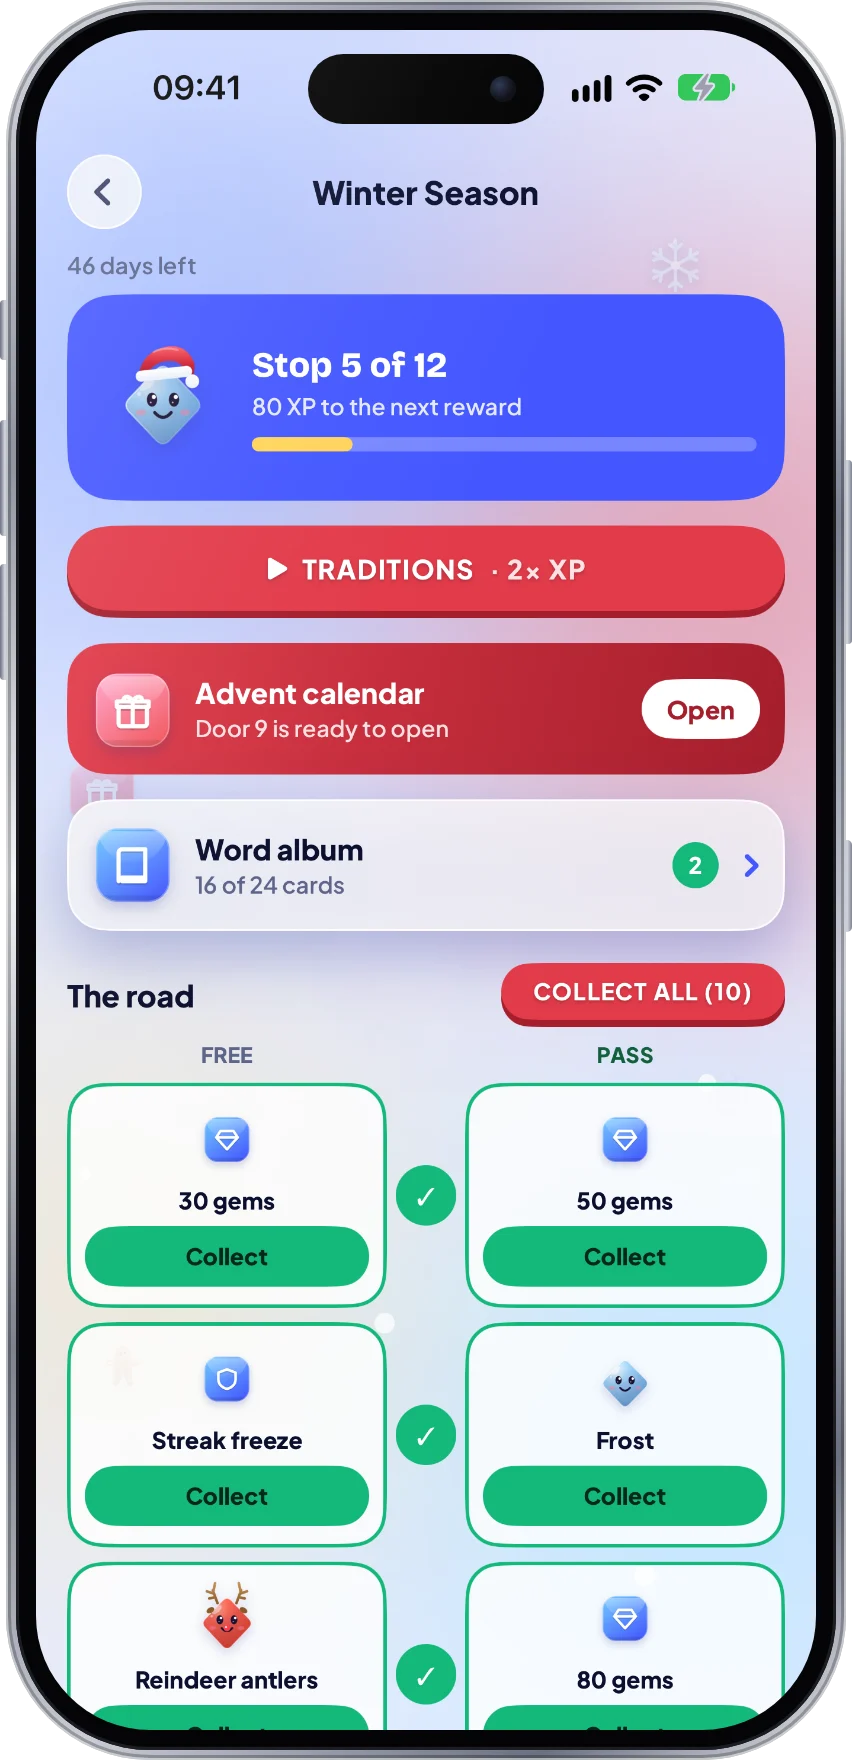 09:41
Winter Season
46 days left
Stop 5 of 12
80 XP to the next reward
TRADITIONS · 2× XP
Advent calendar
Door 9 is ready to open
Open
Word album
16 of 24 cards
2
The road
COLLECT ALL (10)
FREE
PASS
30 gems
Collect
50 gems
Collect
Streak freeze
Collect
Frost
Collect
Reindeer antlers
80 gems